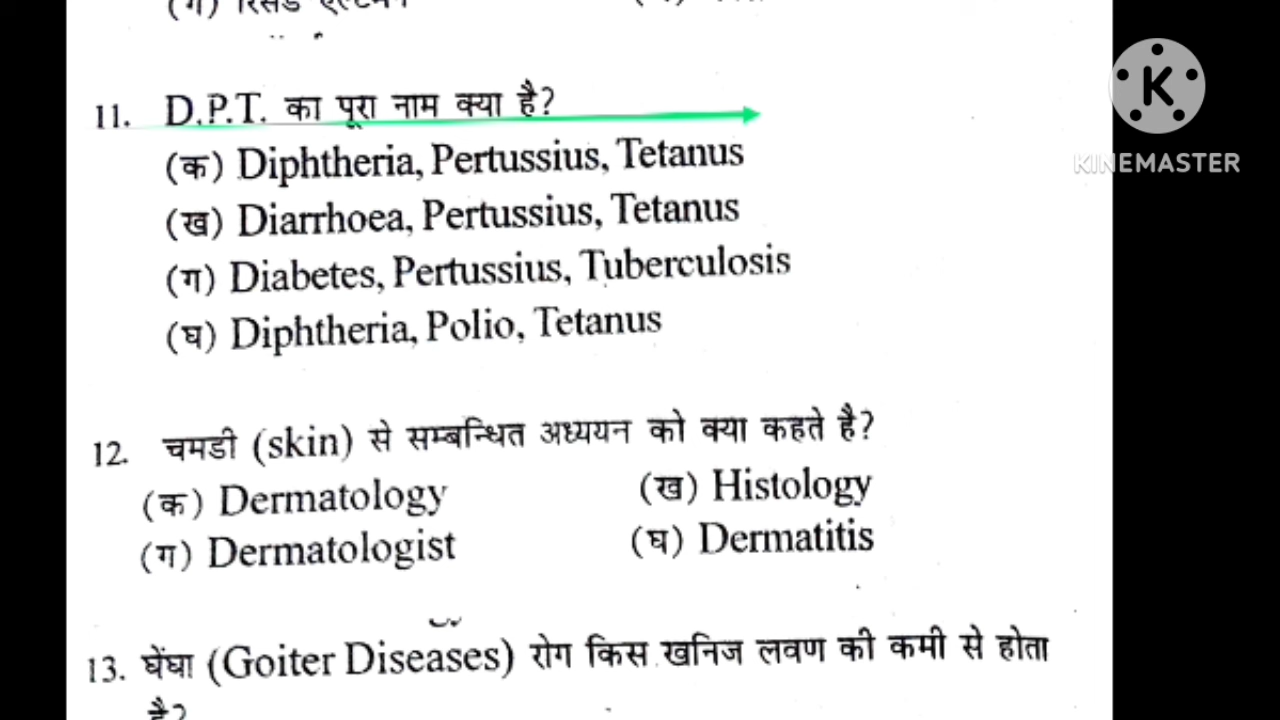 11. D.P.T. का पूरा नाम क्या है?
(क) Diphtheria, Pertussius, Tetanus
(ख) Diarrhoea, Pertussius, Tetanus
(ग) Diabetes, Pertussius, Tuberculosis
(घ) Diphtheria, Polio, Tetanus
12. चमडी (skin) से सम्बन्धित अध्ययन को क्या कहते है?
(क) Dermatology (ख) Histology
(ग) Dermatologist (घ) Dermatitis
13. घेंघा (Goiter Diseases) रोग किस खनिज लवण की कमी से होता
है?
KINEMASTER